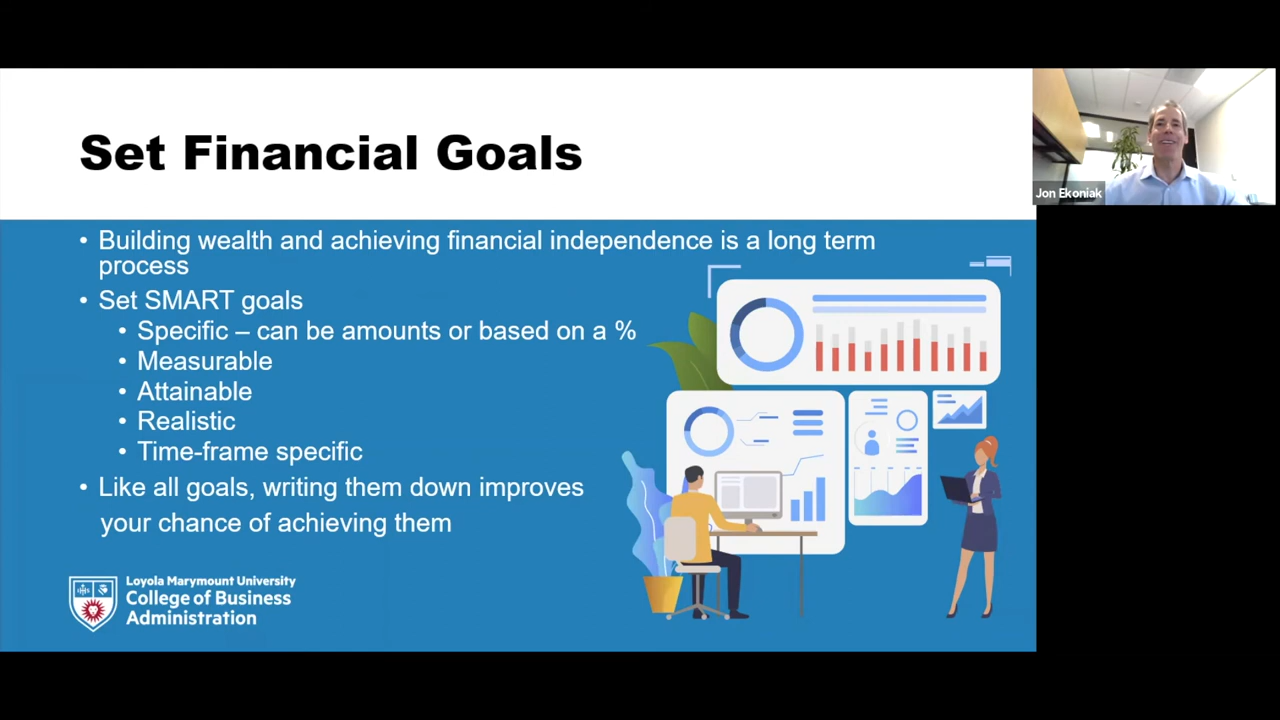 Set Financial Goals
Jon Ekoniak
• Building wealth and achieving financial independence is a long term
process
• Set SMART goals
• Specific – can be amounts or based on a %
• Measurable
• Attainable
• Realistic
• Time-frame specific
• Like all goals, writing them down improves
your chance of achieving them
Loyola Marymount University
College of Business
Administration